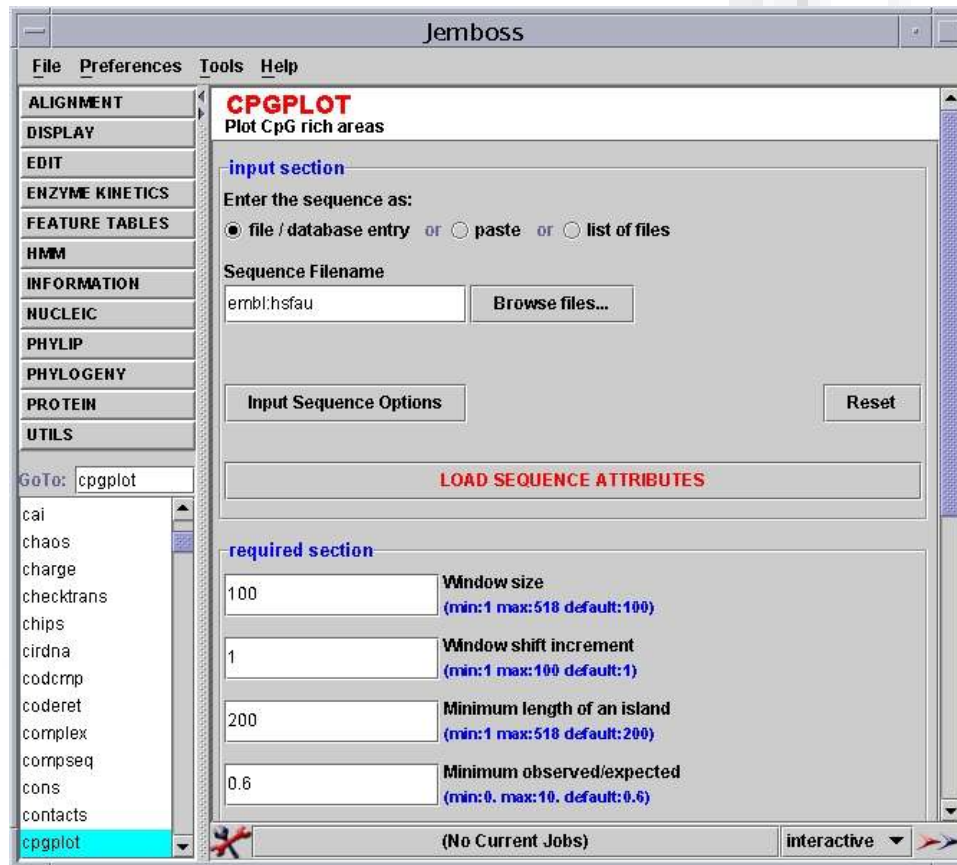 Jemboss
File Preferences Tools Help
ALIGNMENT
DISPLAY
EDIT
ENZYME KINETICS
FEATURE TABLES
HMM
INFORMATION
NUCLEIC
PHYLIP
PHYLOGENY
PROTEIN
UTILS
GoTo: cpgplot
cai
chaos
charge
checktrans
chips
cirdna
codcmp
coderet
complex
compseq
cons
contacts
cpgplot
CPGPLOT
Plot CpG rich areas
input section
Enter the sequence as:
file / database entry or paste or list of files
Sequence Filename
embl:hsfau Browse files...
Input Sequence Options Reset
LOAD SEQUENCE ATTRIBUTES
required section
100 Window size
(min:1 max:518 default:100)
1 Window shift increment
(min:1 max:100 default:1)
200 Minimum length of an island
(min:1 max:518 default:200)
0.6 Minimum observed/expected
(min:0. max:10. default:0.6)
(No Current Jobs) interactive